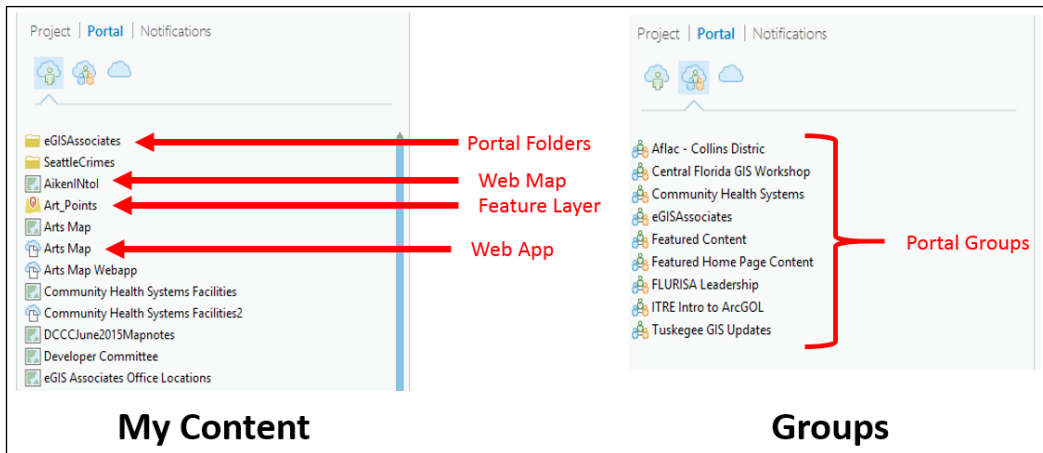 Project | Portal | Notifications
eGISAssociates
SeattleCrimes
AikenINtol
Art_Points
Arts Map
Arts Map
Arts Map Webapp
Community Health Systems Facilities
Community Health Systems Facilities2
DCCCJune2015Mapnotes
Developer Committee
eGIS Associates Office Locations
Portal Folders
Web Map
Feature Layer
Web App
My Content
Project | Portal | Notifications
Aflac - Collins Distric
Central Florida GIS Workshop
Community Health Systems
eGISAssociates
Featured Content
Featured Home Page Content
FLURISA Leadership
ITRE Intro to ArcGOL
Tuskegee GIS Updates
Portal Groups
Groups